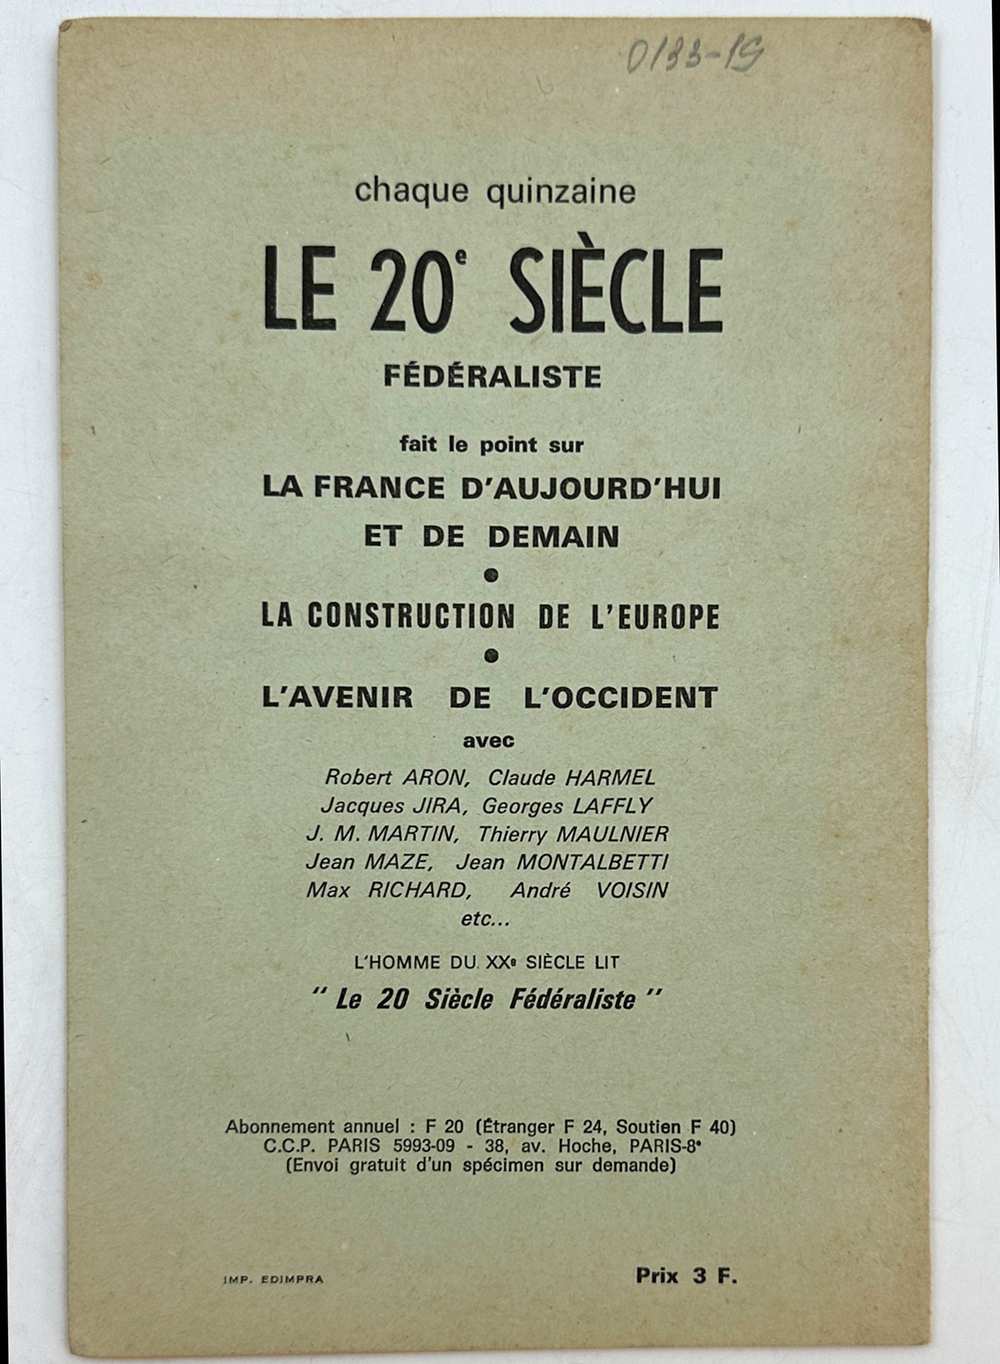 0133-19
chaque quinzaine
LE 20e SIÈCLE
FÉDÉRALISTE
fait le point sur
LA FRANCE D'AUJOURD'HUI
ET DE DEMAIN
●
LA CONSTRUCTION DE L'EUROPE
●
L'AVENIR DE L'OCCIDENT
avec
Robert ARON, Claude HARMEL
Jacques JIRA, Georges LAFFLY
J. M. MARTIN, Thierry MAULNIER
Jean MAZE, Jean MONTALBETTI
Max RICHARD, André VOISIN
etc...
L'HOMME DU XXe SIÈCLE LIT
" Le 20 Siècle Fédéraliste "
Abonnement annuel : F 20 (Étranger F 24, Soutien F 40)
C.C.P. PARIS 5993-09 - 38, av. Hoche, PARIS-8e
(Envoi gratuit d'un spécimen sur demande)
IMP. EDIMPRA
Prix 3 F.